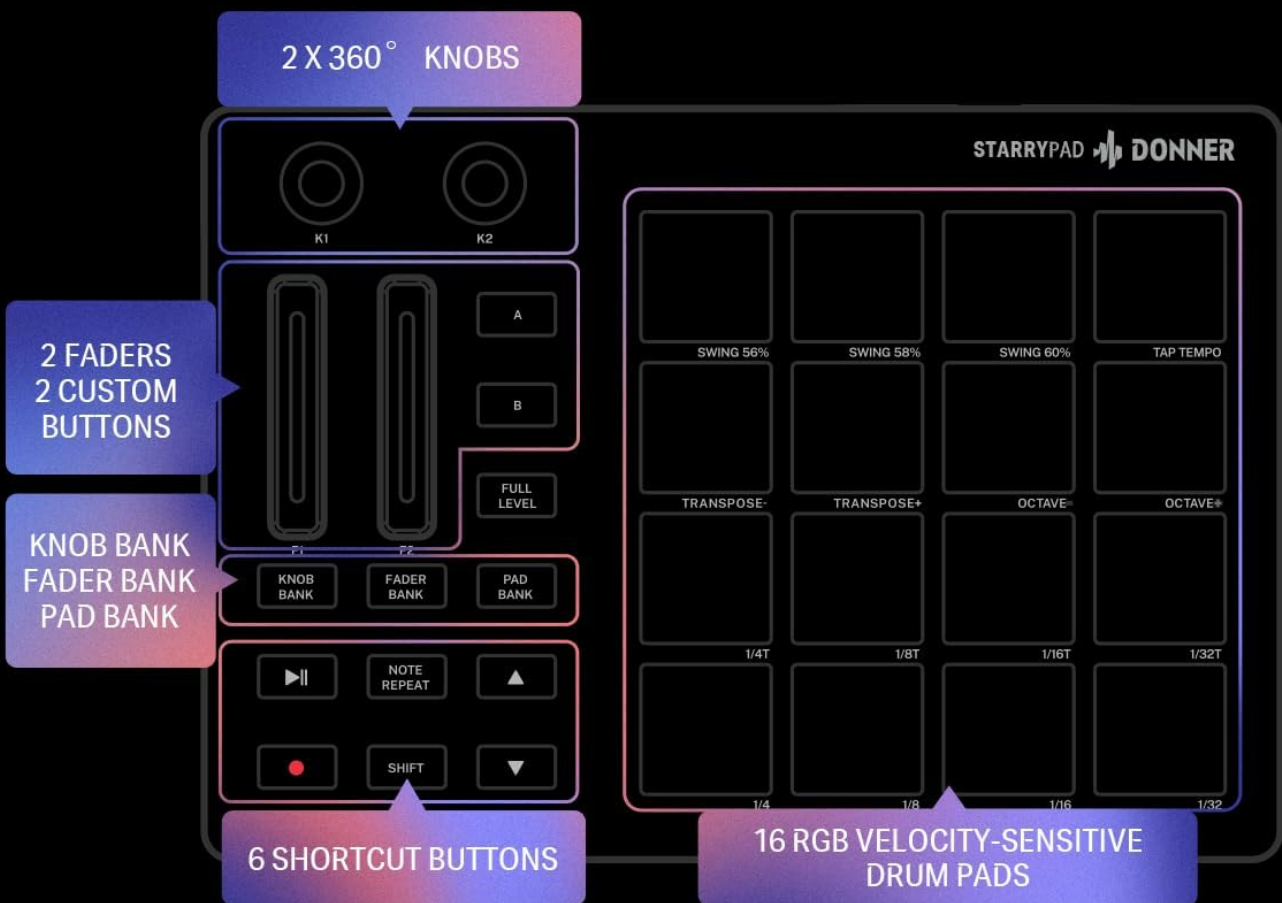 2 X 360° KNOBS
STARRYPAD DONNER
K1 K2
2 FADERS
2 CUSTOM
BUTTONS
A
B
FULL
LEVEL
F1 F2
KNOB BANK
FADER BANK
PAD BANK
KNOB
BANK
FADER
BANK
PAD
BANK
NOTE
REPEAT
SHIFT
6 SHORTCUT BUTTONS
SWING 56% SWING 58% SWING 60% TAP TEMPO
TRANSPOSE- TRANSPOSE+ OCTAVE- OCTAVE+
1/4T 1/8T 1/16T 1/32T
1/4 1/8 1/16 1/32
16 RGB VELOCITY-SENSITIVE
DRUM PADS